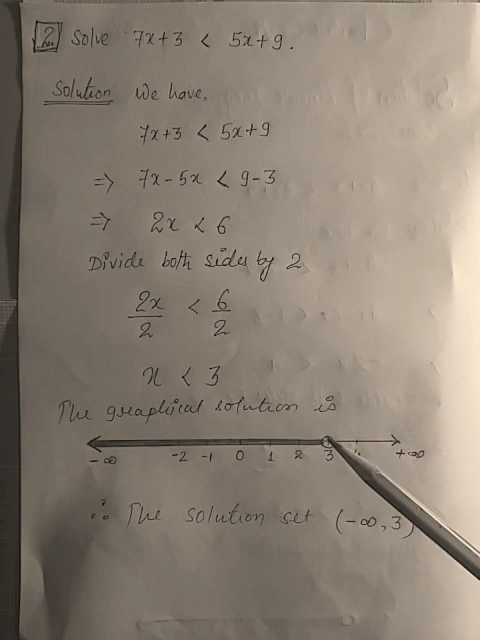 2. Solve 7x+3 < 5x+9.
Solution We have,
7x+3 < 5x+9
=> 7x-5x < 9-3
=> 2x < 6
Divide both sides by 2
2x/2 < 6/2
x < 3
The graphical solution is
-∞ -2 -1 0 1 2 3 +∞
∴ The solution set (-∞, 3)